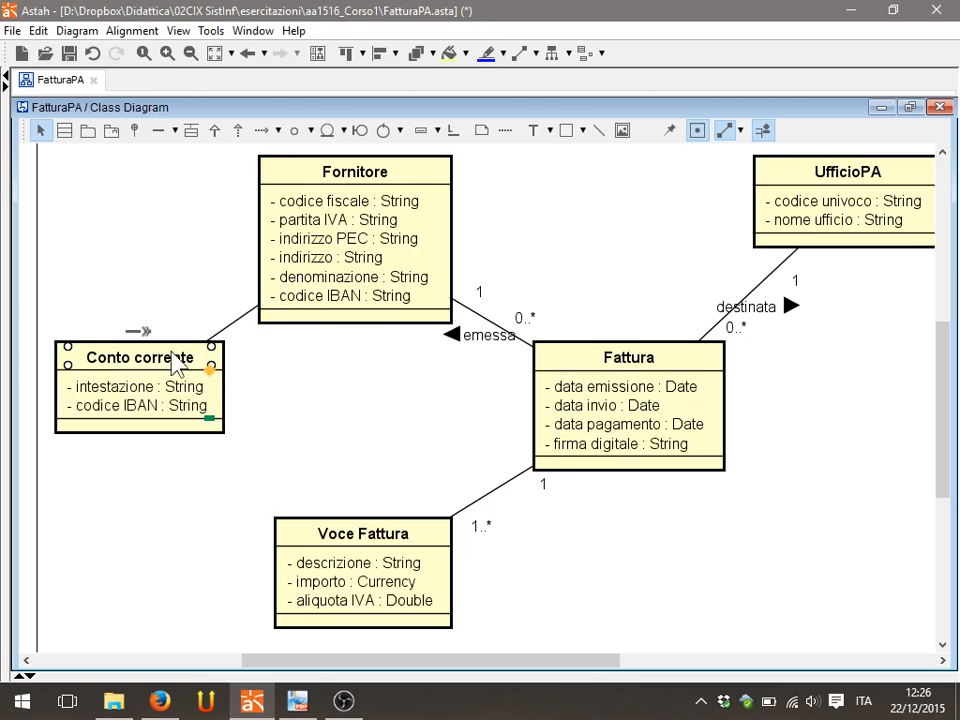 Astah - [D:\Dropbox\Didattica\02CIX SistInf\esercitazioni\aa1516_Corso1\FatturaPA.asta] (*)
File Edit Diagram Alignment View Tools Window Help
FatturaPA
FatturaPA / Class Diagram
T
Fornitore
- codice fiscale : String
- partita IVA : String
- indirizzo PEC : String
- indirizzo : String
- denominazione : String
- codice IBAN : String
UfficioPA
- codice univoco : String
- nome ufficio : String
1
0..*
emessa
1
destinata
0..*
Conto corrente
- intestazione : String
- codice IBAN : String
Fattura
- data emissione : Date
- data invio : Date
- data pagamento : Date
- firma digitale : String
1
1..*
Voce Fattura
- descrizione : String
- importo : Currency
- aliquota IVA : Double
ITA
12:26
22/12/2015